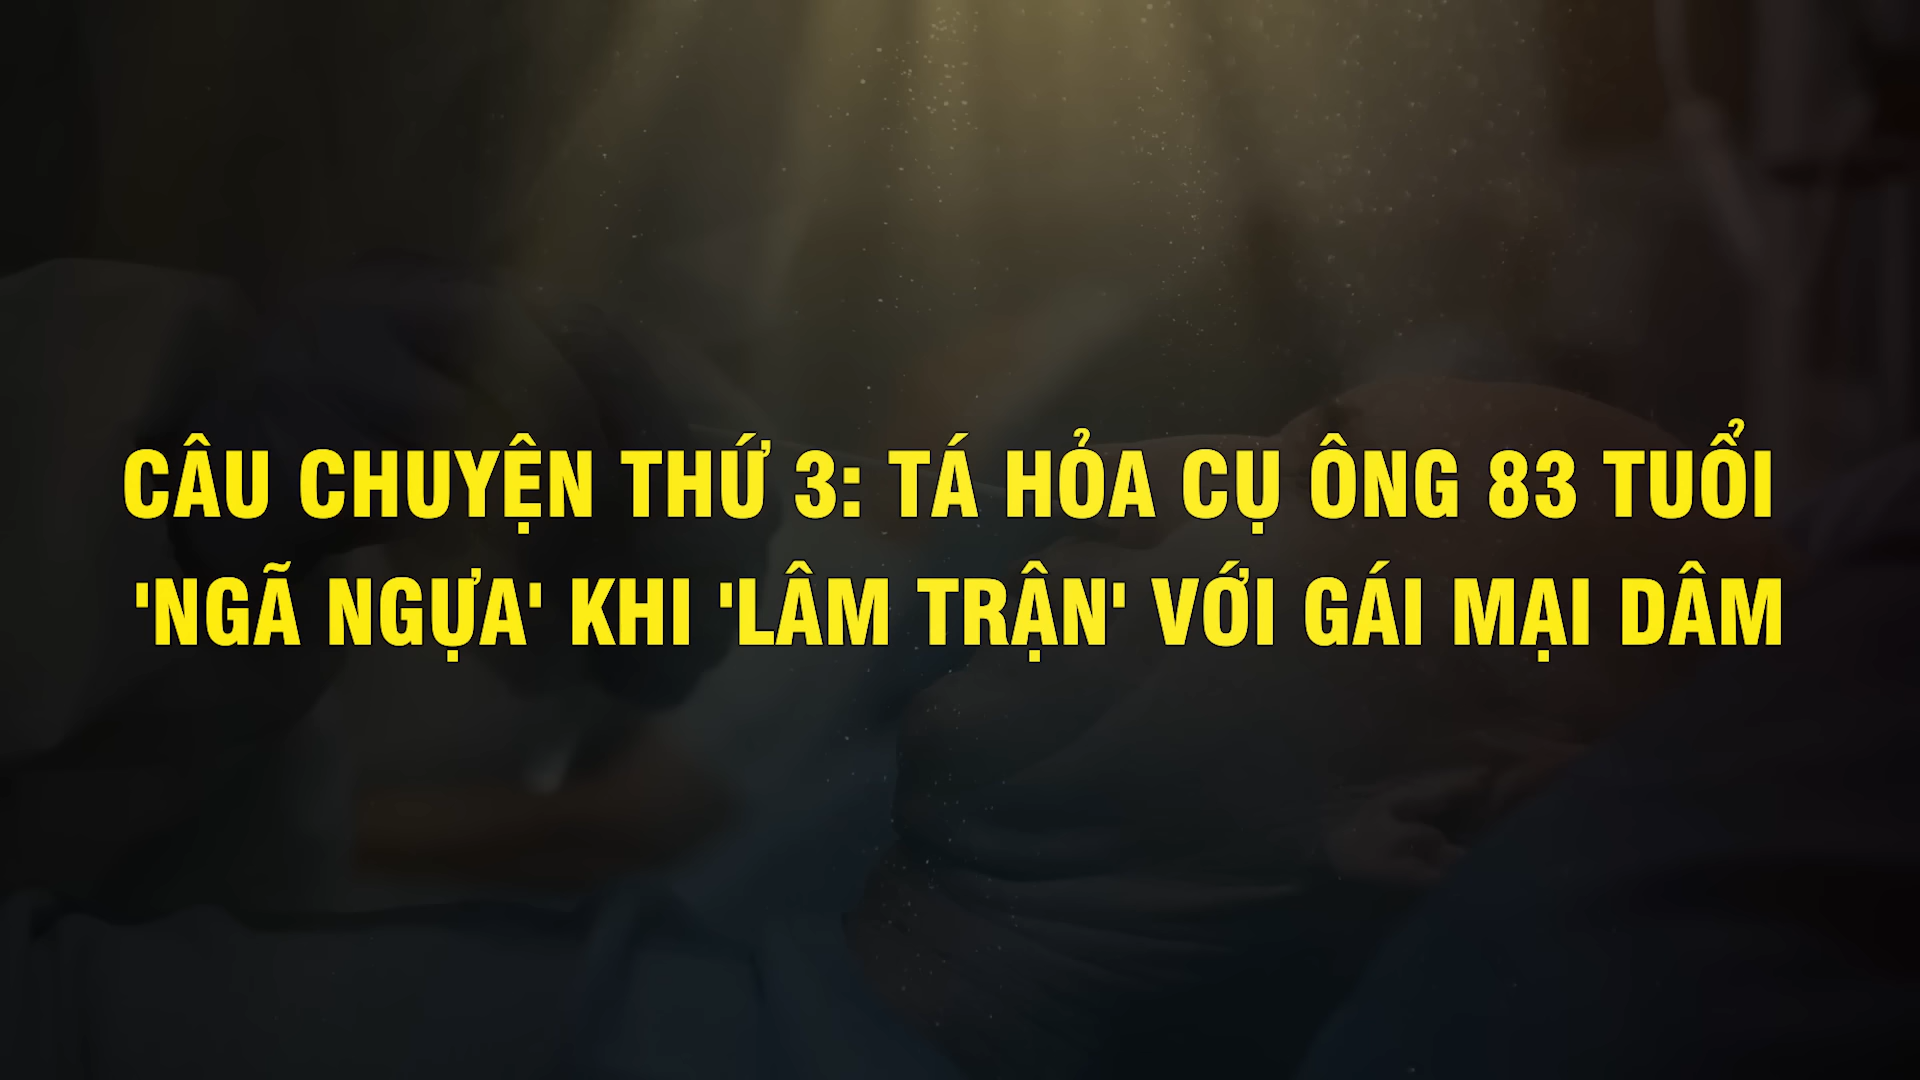 CÂU CHUYỆN THỨ 3: TÁ HỎA CỤ ÔNG 83 TUỔI
'NGÃ NGỰA' KHI 'LÂM TRẬN' VỚI GÁI MẠI DÂM